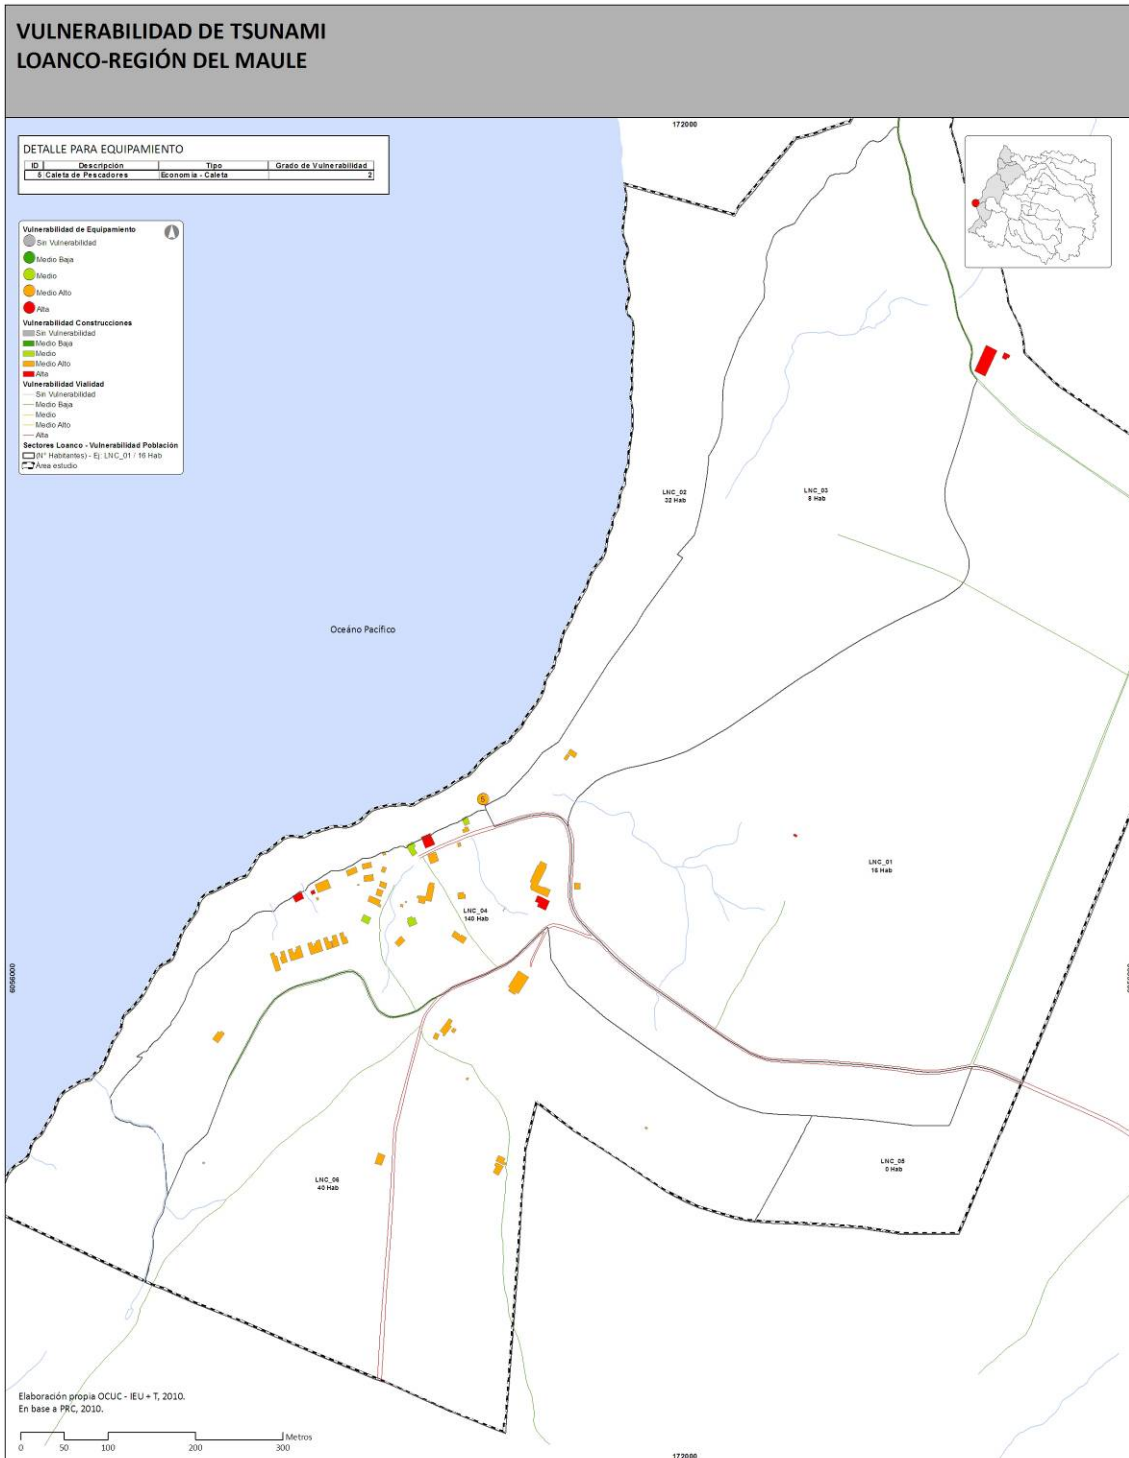 VULNERABILIDAD DE TSUNAMI
LOANCO-REGIÓN DEL MAULE
172000
DETALLE PARA EQUIPAMIENTO
ID Descripción Tipo Grado de Vulnerabilidad
5 Caleta de Pescadores Economía - Caleta 2
Vulnerabilidad de Equipamiento
Sin Vulnerabilidad
Medio Baja
Medio
Medio Alto
Alta
Vulnerabilidad Construcciones
Sin Vulnerabilidad
Medio Baja
Medio
Medio Alto
Alta
Vulnerabilidad Vialidad
Sin Vulnerabilidad
Medio Baja
Medio
Medio Alto
Alta
Sectores Loanco - Vulnerabilidad Población
(N° Habitantes) - Ej: LNC_01 / 16 Hab
Área estudio
LNC_02
32 Hab
LNC_03
8 Hab
Oceáno Pacífico
5
LNC_01
16 Hab
LNC_04
140 Hab
6056000
LNC_05
0 Hab
LNC_06
40 Hab
Elaboración propia OCUC - IEU + T, 2010.
En base a PRC, 2010.
Metros
0 50 100 200 300
172000